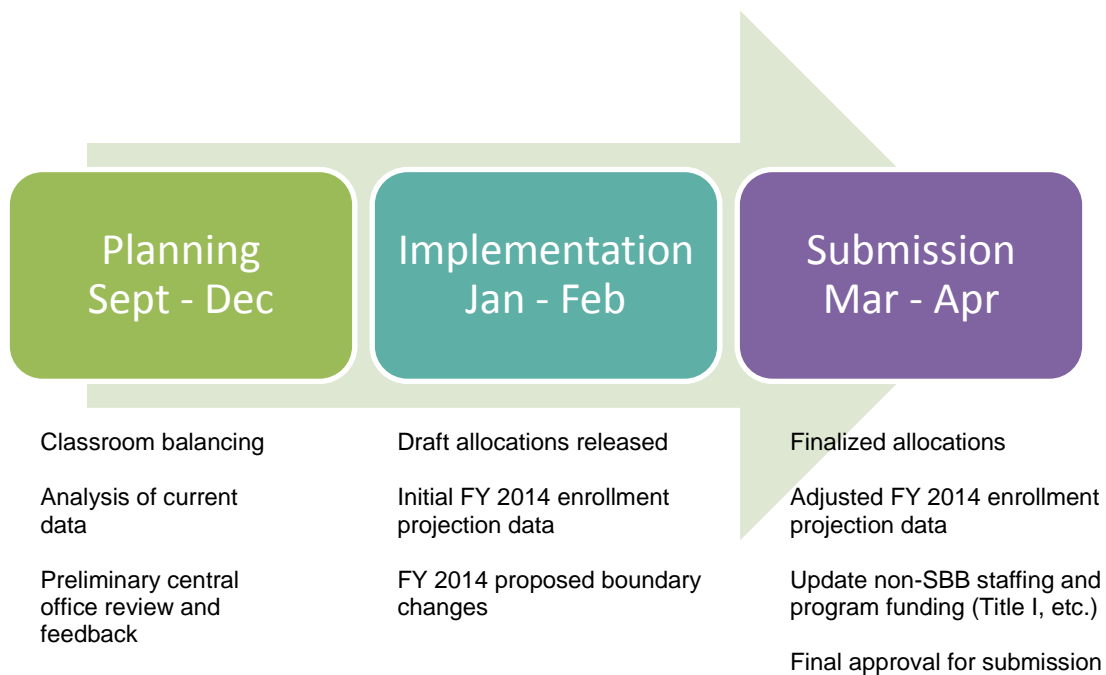 Planning
Sept - Dec
Implementation
Jan - Feb
Submission
Mar - Apr
Classroom balancing
Analysis of current
data
Preliminary central
office review and
feedback
Draft allocations released
Initial FY 2014 enrollment
projection data
FY 2014 proposed boundary
changes
Finalized allocations
Adjusted FY 2014 enrollment
projection data
Update non-SBB staffing and
program funding (Title I, etc.)
Final approval for submission